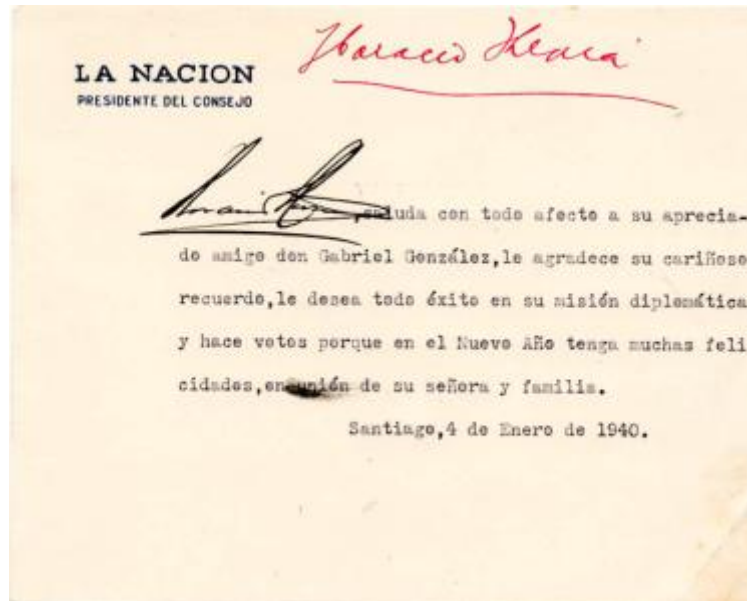 Horacio Hevia
LA NACION
PRESIDENTE DEL CONSEJO
,saluda con todo afecto a su aprecia-
do amigo don Gabriel González,le agradece su cariñoso
recuerdo,le desea todo éxito en su misión diplomática
y hace votos porque en el Nuevo Año tenga muchas feli
cidades,en unión de su señora y familia.
Santiago,4 de Enero de 1940.